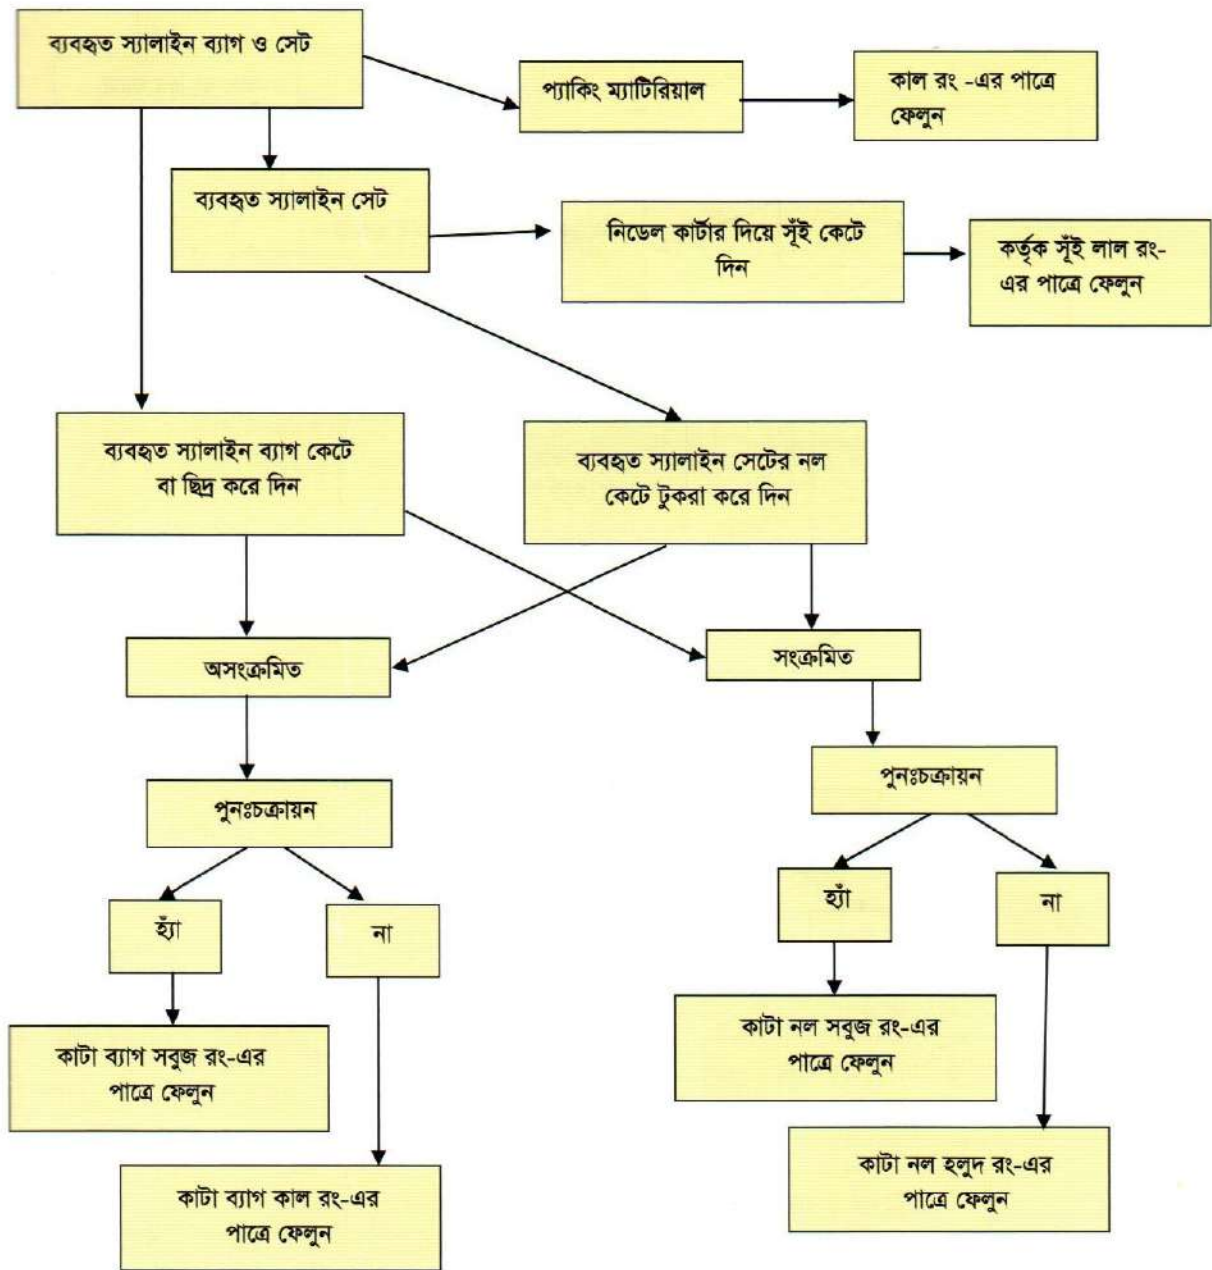 ব্যবহৃত স্যালাইন ব্যাগ ও সেট
প্যাকিং ম্যাটিরিয়াল
কাল রং -এর পাত্রে
ফেলুন
ব্যবহৃত স্যালাইন সেট
নিডেল কার্টার দিয়ে সূঁই কেটে
দিন
কর্তৃক সূঁই লাল রং-
এর পাত্রে ফেলুন
ব্যবহৃত স্যালাইন ব্যাগ কেটে
বা ছিদ্র করে দিন
ব্যবহৃত স্যালাইন সেটের নল
কেটে টুকরা করে দিন
অসংক্রমিত
সংক্রমিত
পুনঃচক্রায়ন
পুনঃচক্রায়ন
হ্যাঁ
না
হ্যাঁ
না
কাটা ব্যাগ সবুজ রং-এর
পাত্রে ফেলুন
কাটা নল সবুজ রং-এর
পাত্রে ফেলুন
কাটা ব্যাগ কাল রং-এর
পাত্রে ফেলুন
কাটা নল হলুদ রং-এর
পাত্রে ফেলুন